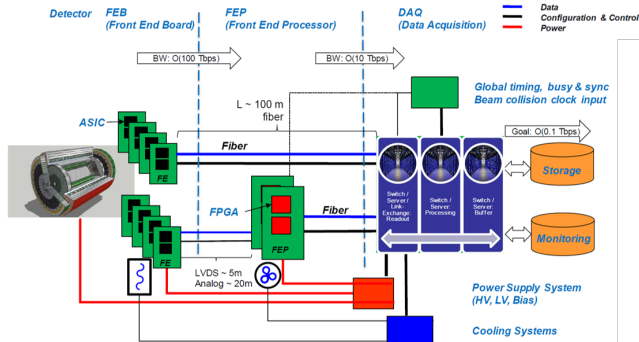 Detector
FEB
(Front End Board)
FEP
(Front End Processor)
DAQ
(Data Acquisition)
Data
Configuration & Control
Power
BW: O(100 Tbps)
BW: O(10 Tbps)
Global timing, busy & sync
Beam collision clock input
L ~ 100 m
fiber
ASIC
Goal: O(0.1 Tbps)
Fiber
FE
Storage
FPGA
Fiber
Switch /
Server /
Link-
Exchange:
Readout
Switch /
Server:
Processing
Switch /
Server:
Buffer
FEP
Monitoring
FE
LVDS ~ 5m
Analog ~ 20m
Power Supply System
(HV, LV, Bias)
Cooling Systems